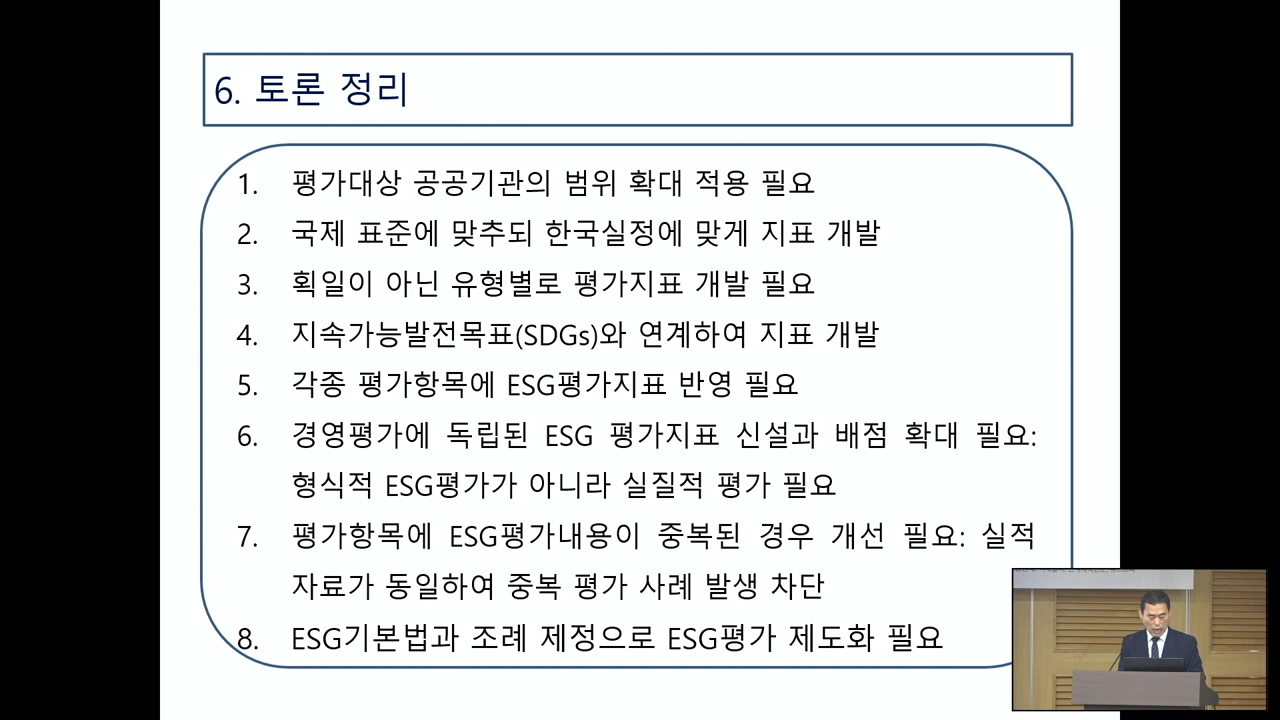 6. 토론 정리
1. 평가대상 공공기관의 범위 확대 적용 필요
2. 국제 표준에 맞추되 한국실정에 맞게 지표 개발
3. 획일이 아닌 유형별로 평가지표 개발 필요
4. 지속가능발전목표(SDGs)와 연계하여 지표 개발
5. 각종 평가항목에 ESG평가지표 반영 필요
6. 경영평가에 독립된 ESG 평가지표 신설과 배점 확대 필요:
형식적 ESG평가가 아니라 실질적 평가 필요
7. 평가항목에 ESG평가내용이 중복된 경우 개선 필요: 실적
자료가 동일하여 중복 평가 사례 발생 차단
8. ESG기본법과 조례 제정으로 ESG평가 제도화 필요